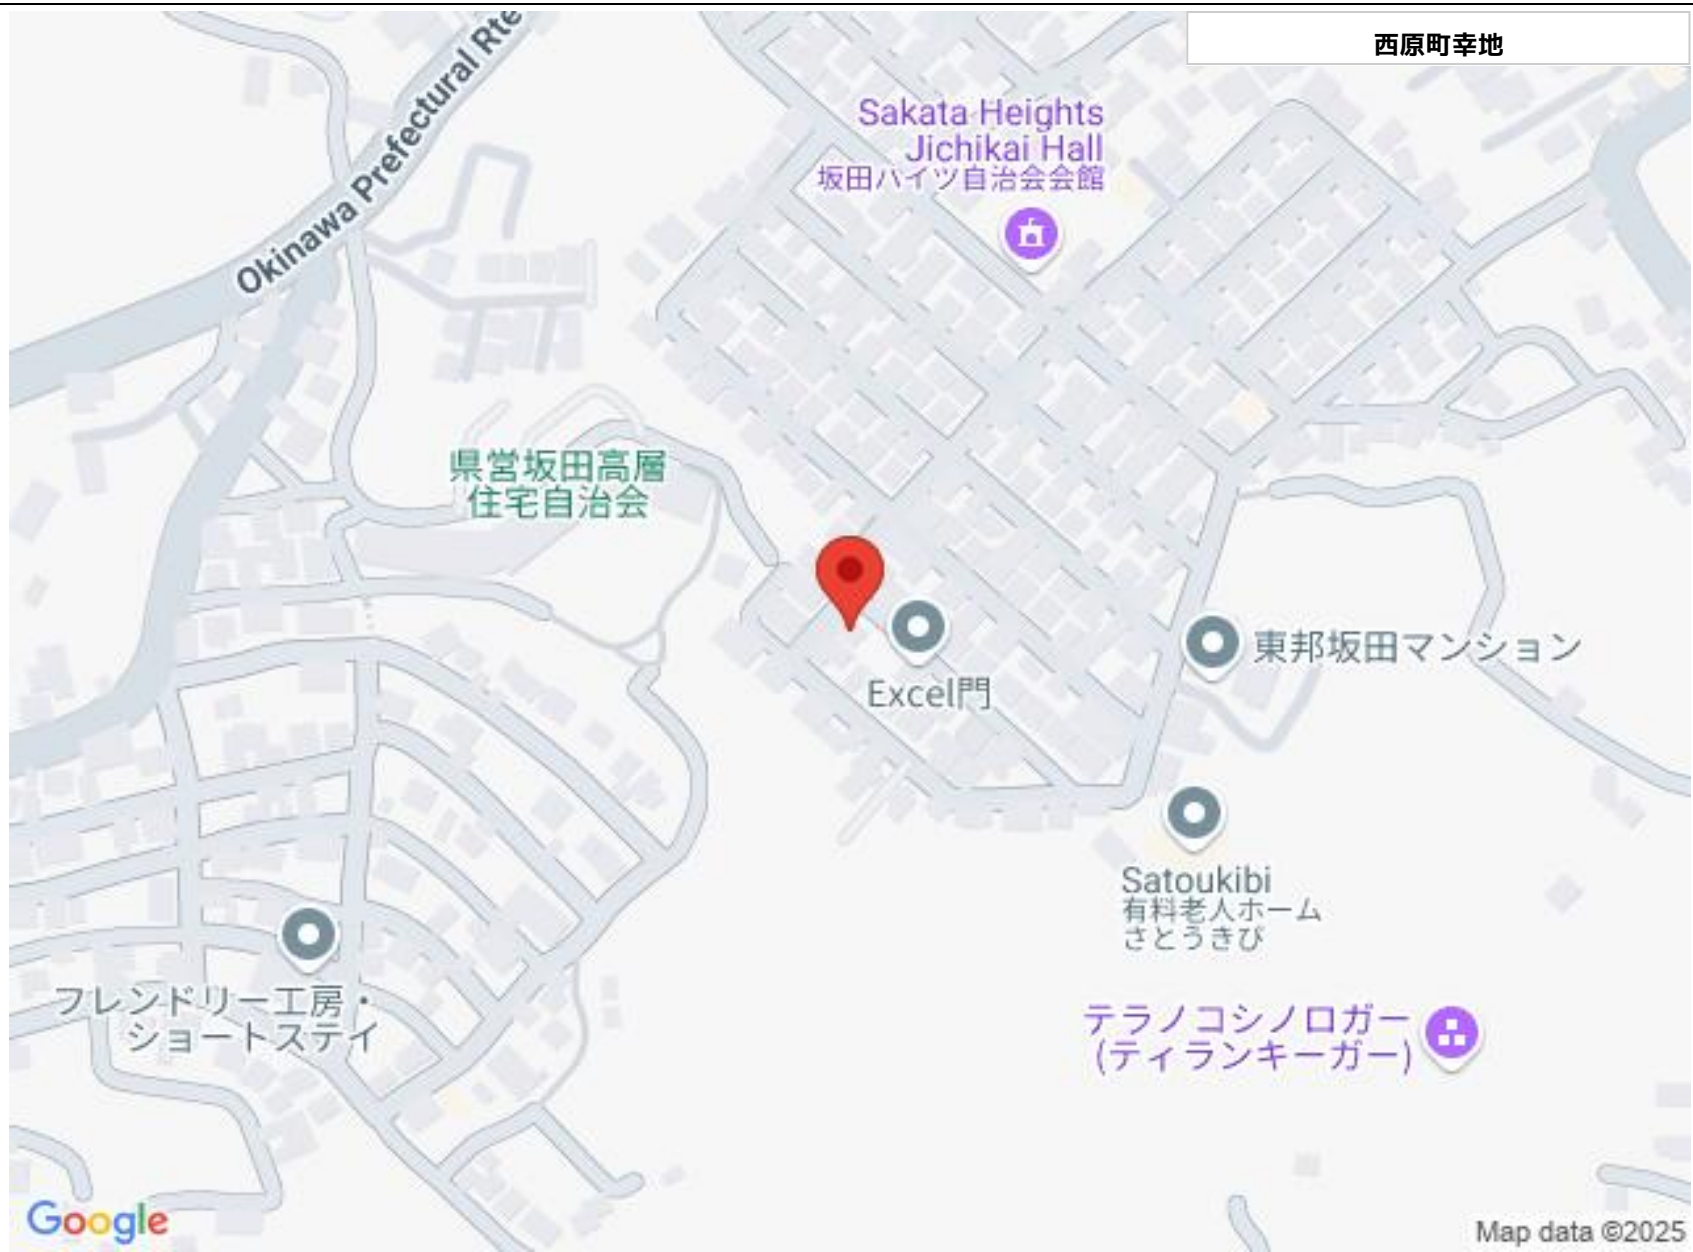 西原町幸地
Okinawa Prefectural Rte
Sakata Heights
Jichikai Hall
坂田ハイツ自治会会館
県営坂田高層
住宅自治会
Excel門
東邦坂田マンション
Satoukibi
有料老人ホーム
さとうきび
フレンドリー工房・
ショートステイ
テラノコシノロガー
(ティランキーガー)
Google
Map data ©2025